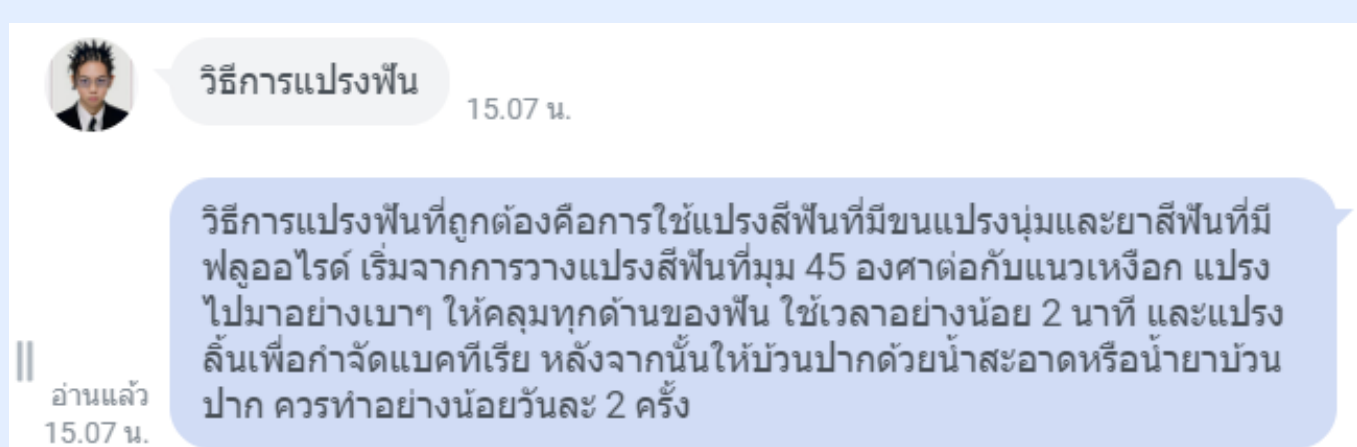 วิธีการแปรงฟัน
15.07 น.
วิธีการแปรงฟันที่ถูกต้องคือการใช้แปรงสีฟันที่มีขนแปรงนุ่มและยาสีฟันที่มี
ฟลูออไรด์ เริ่มจากการวางแปรงสีฟันที่มุม 45 องศาต่อกับแนวเหงือก แปรง
ไปมาอย่างเบาๆ ให้คลุมทุกด้านของฟัน ใช้เวลาอย่างน้อย 2 นาที และแปรง
ลิ้นเพื่อกำจัดแบคทีเรีย หลังจากนั้นให้บ้วนปากด้วยน้ำสะอาดหรือน้ำยาบ้วน
ปาก ควรทำอย่างน้อยวันละ 2 ครั้ง
อ่านแล้ว
15.07 น.